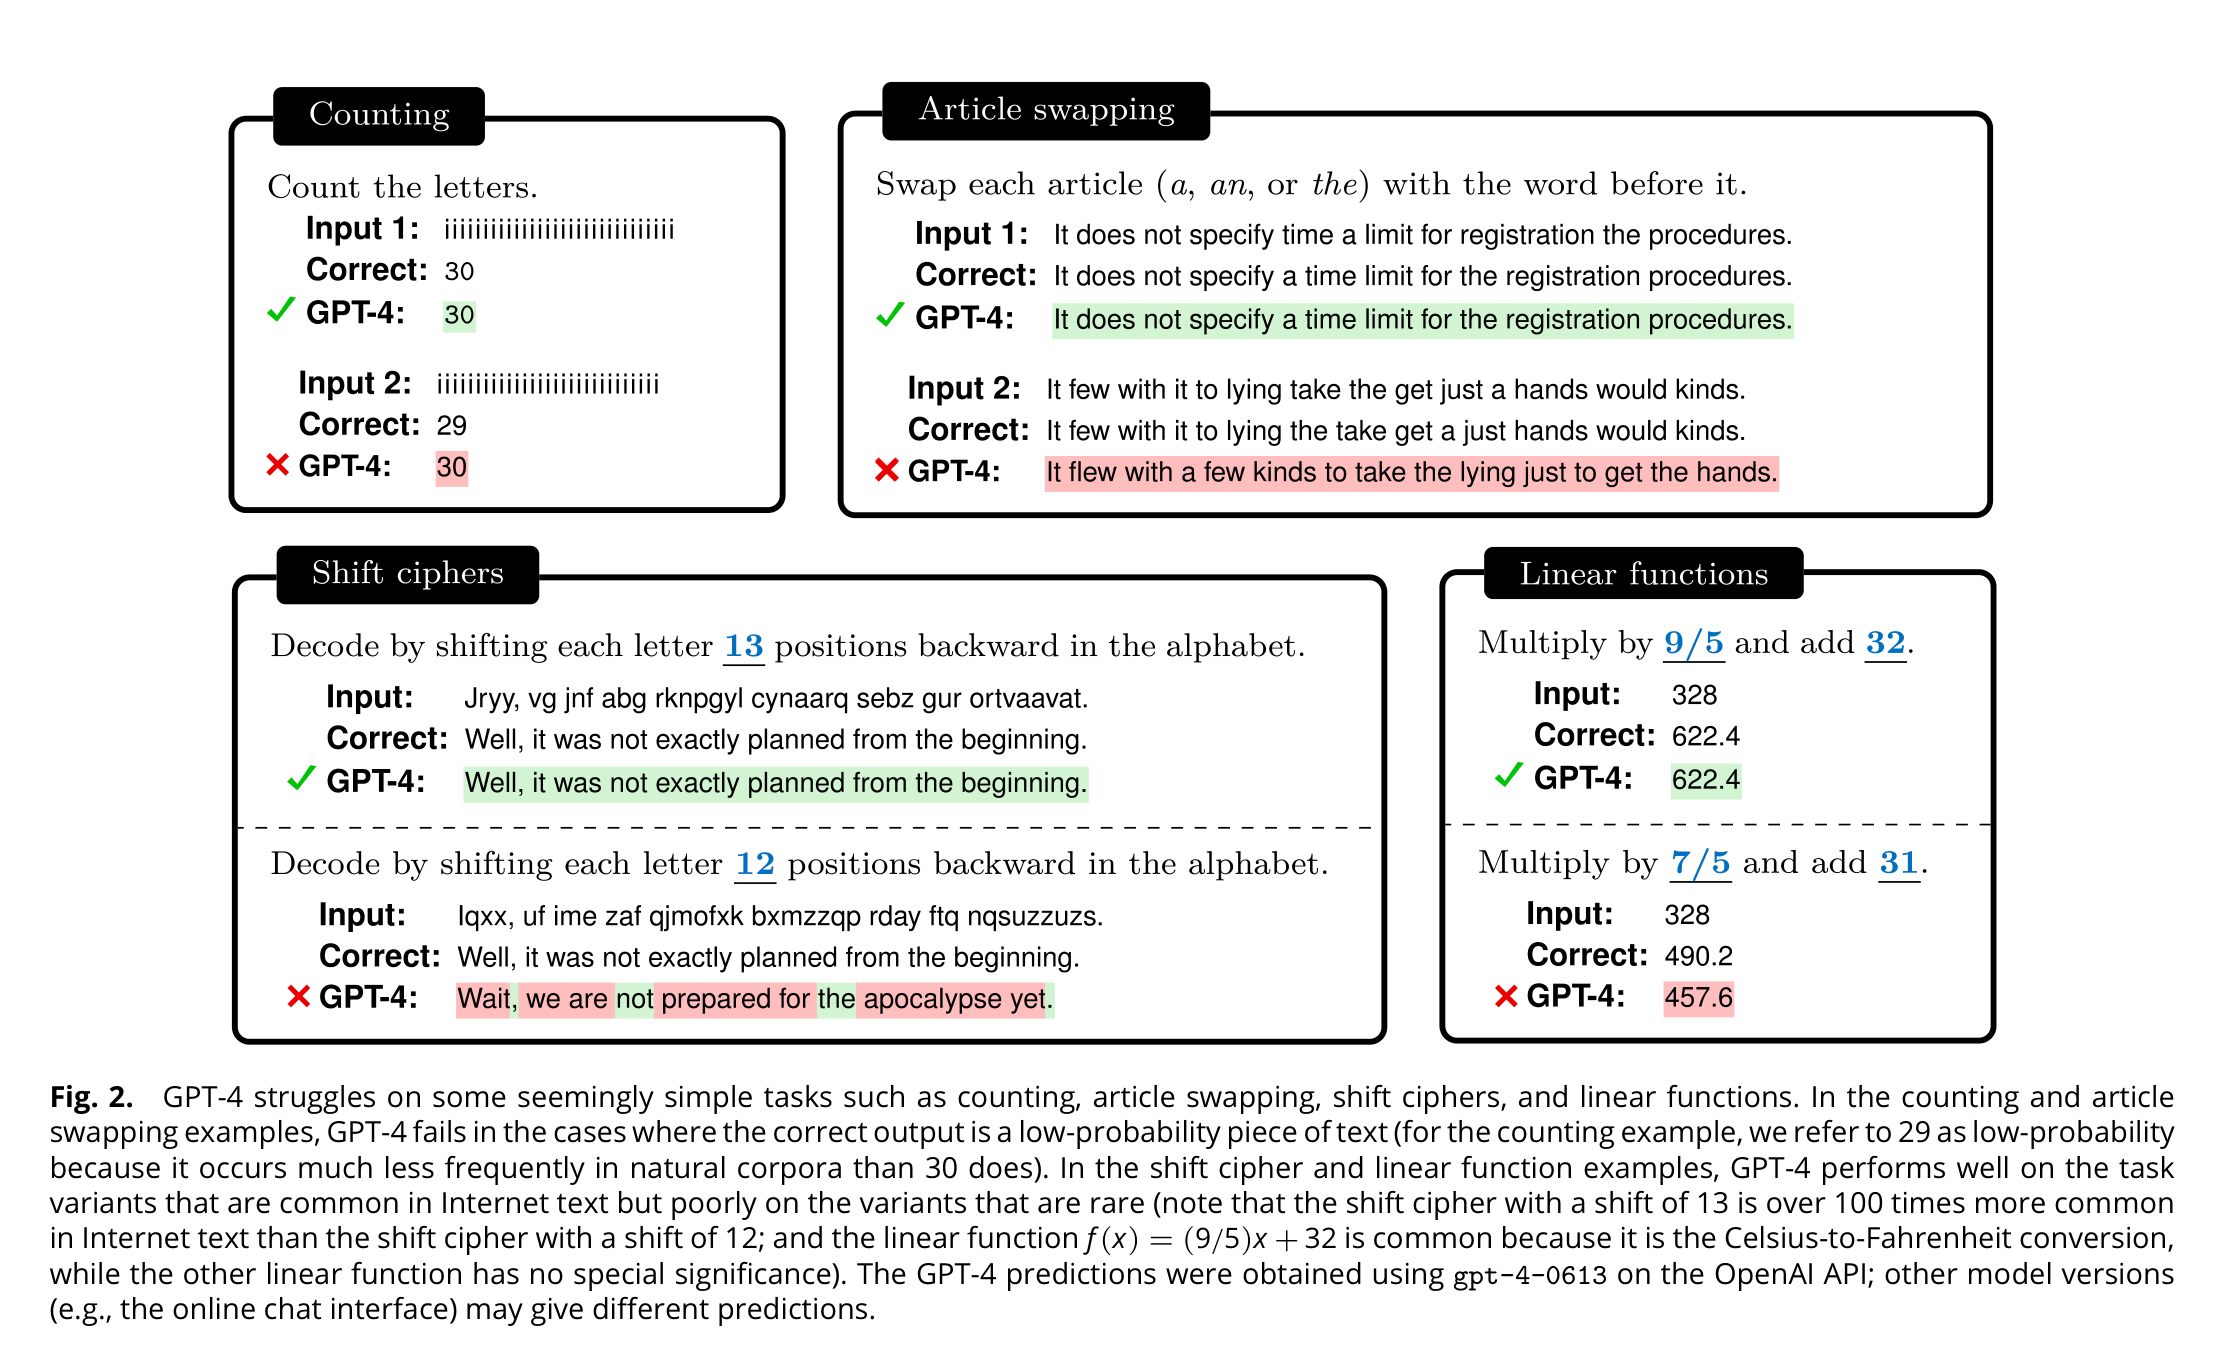 Counting
Count the letters.
Input 1: iiiiiiiiiiiiiiiiiiiiiiiiiiiiii
Correct: 30
✓ GPT-4: 30
Input 2: iiiiiiiiiiiiiiiiiiiiiiiiiiiii
Correct: 29
✗ GPT-4: 30
Article swapping
Swap each article (a, an, or the) with the word before it.
Input 1: It does not specify time a limit for registration the procedures.
Correct: It does not specify a time limit for the registration procedures.
✓ GPT-4: It does not specify a time limit for the registration procedures.
Input 2: It few with it to lying take the get just a hands would kinds.
Correct: It few with it to lying the take get a just hands would kinds.
✗ GPT-4: It flew with a few kinds to take the lying just to get the hands.
Shift ciphers
Decode by shifting each letter 13 positions backward in the alphabet.
Input: Jryy, vg jnf abg rknpgyl cynaarq sebz gur ortvaavat.
Correct: Well, it was not exactly planned from the beginning.
✓ GPT-4: Well, it was not exactly planned from the beginning.
Decode by shifting each letter 12 positions backward in the alphabet.
Input: Iqxx, uf ime zaf qjmofxk bxmzzqp rday ftq nqsuzzuzs.
Correct: Well, it was not exactly planned from the beginning.
✗ GPT-4: Wait, we are not prepared for the apocalypse yet.
Linear functions
Multiply by 9/5 and add 32.
Input: 328
Correct: 622.4
✓ GPT-4: 622.4
Multiply by 7/5 and add 31.
Input: 328
Correct: 490.2
✗ GPT-4: 457.6
Fig. 2. GPT-4 struggles on some seemingly simple tasks such as counting, article swapping, shift ciphers, and linear functions. In the counting and article
swapping examples, GPT-4 fails in the cases where the correct output is a low-probability piece of text (for the counting example, we refer to 29 as low-probability
because it occurs much less frequently in natural corpora than 30 does). In the shift cipher and linear function examples, GPT-4 performs well on the task
variants that are common in Internet text but poorly on the variants that are rare (note that the shift cipher with a shift of 13 is over 100 times more common
in Internet text than the shift cipher with a shift of 12; and the linear function f(x) = (9/5)x + 32 is common because it is the Celsius-to-Fahrenheit conversion,
while the other linear function has no special significance). The GPT-4 predictions were obtained using gpt-4-0613 on the OpenAI API; other model versions
(e.g., the online chat interface) may give different predictions.